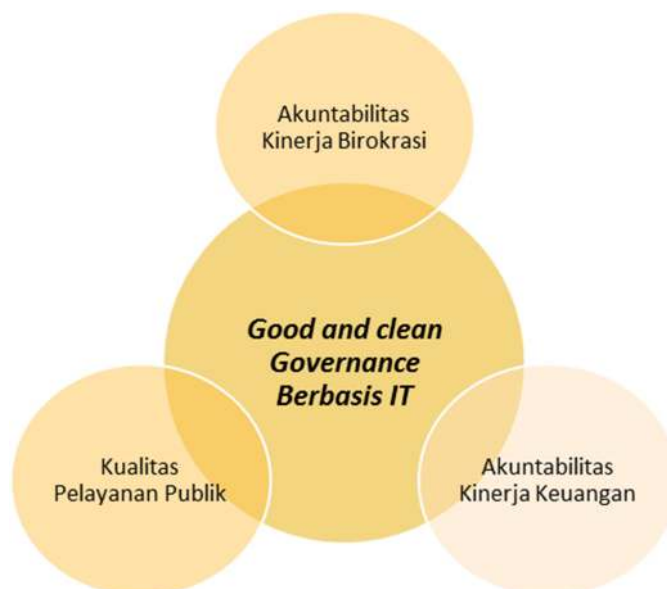 Akuntabilitas
Kinerja Birokrasi
Good and clean
Governance
Berbasis IT
Kualitas
Pelayanan Publik
Akuntabilitas
Kinerja Keuangan